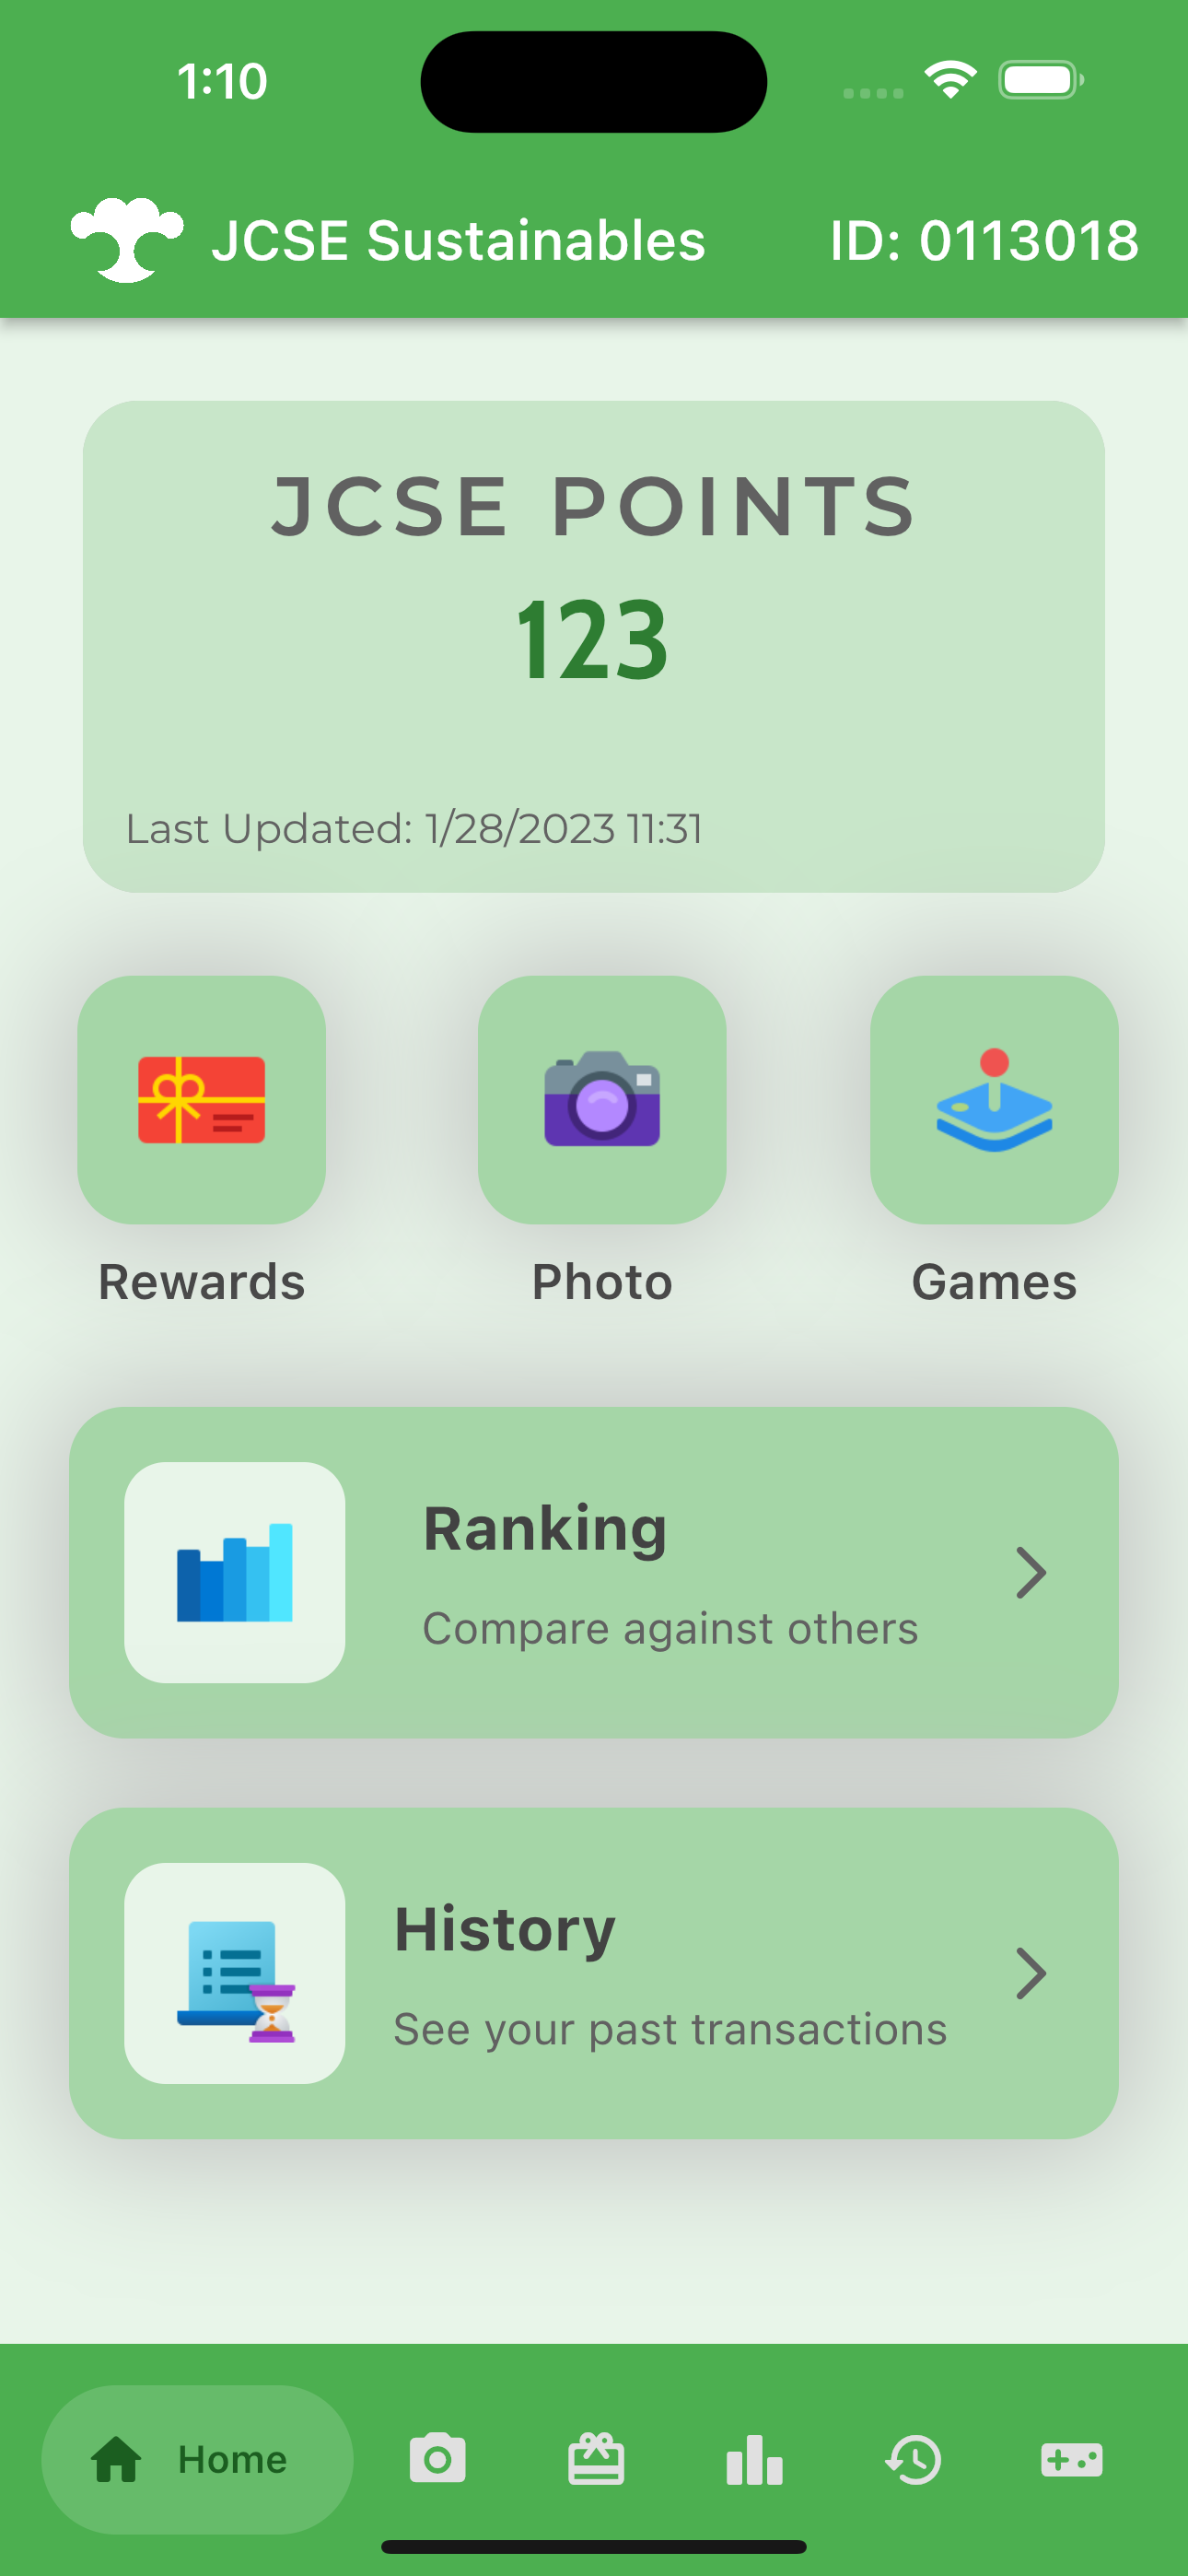 1:10
JCSE Sustainables ID: 0113018
JCSE POINTS
123
Last Updated: 1/28/2023 11:31
Rewards Photo Games
Ranking
Compare against others
History
See your past transactions
Home